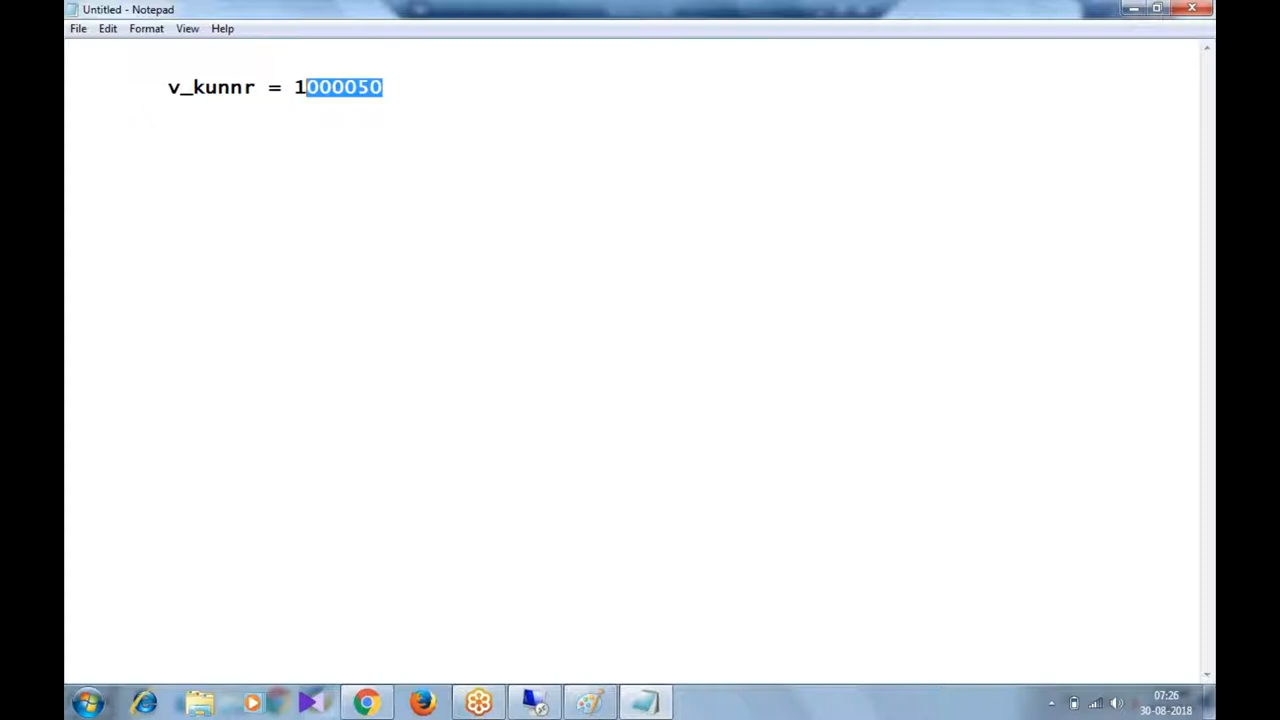 Untitled - Notepad
File Edit Format View Help
v_kunnr = 1000050
07:26
30-08-2018